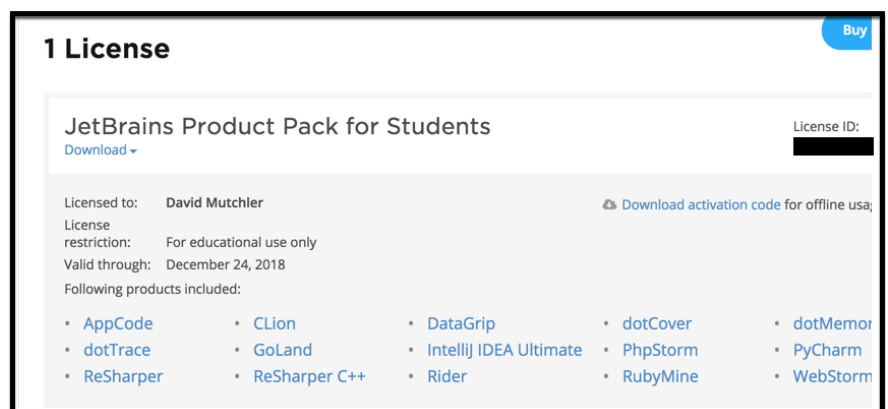 Buy
1 License
JetBrains Product Pack for Students
License ID:
Download
Licensed to: David Mutchler
Download activation code for offline usag
License
restriction: For educational use only
Valid through: December 24, 2018
Following products included:
• AppCode • CLion • DataGrip • dotCover • dotMemor
• dotTrace • GoLand • IntelliJ IDEA Ultimate • PhpStorm • PyCharm
• ReSharper • ReSharper C++ • Rider • RubyMine • WebStorm